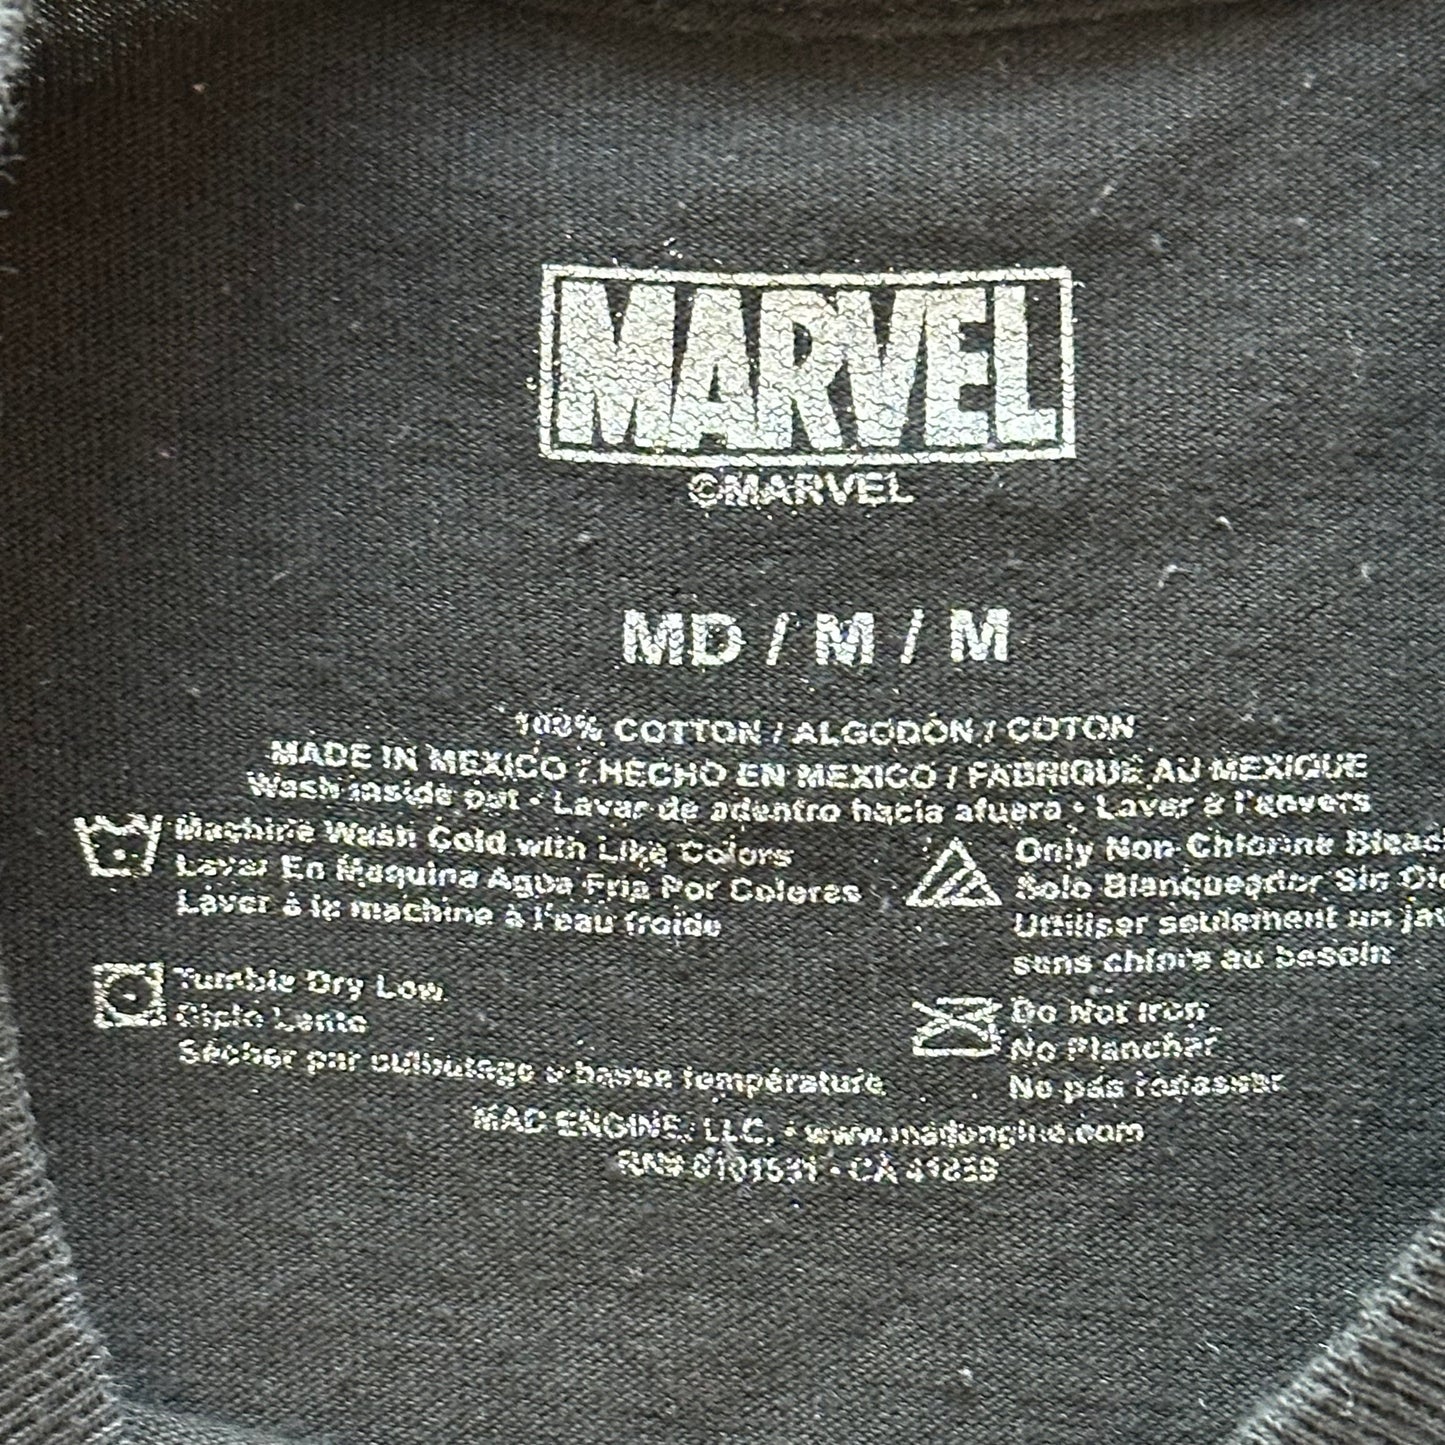 MARVEL
©MARVEL
MD / M / M
100% COTTON / ALGODÓN / COTON
MADE IN MEXICO / HECHO EN MEXICO / FABRIQUE AU MEXIQUE
Wash inside out • Lavar de adentro hacia afuera • Laver à l'envers
Machine Wash Cold with Like Colors
Lavar En Maquina Agua Fria Por Colores
Laver à la machine à l'eau froide
Only Non-Chlorine Bleac
Solo Blanqueador Sin Clo
Utiliser seulement un jav
sans chlore au besoin
Tumble Dry Low
Ciclo Lento
Sécher par culbutage à basse température
Do Not Iron
No Planchar
Ne pas repasser
MAD ENGINE, LLC. • www.madengine.com
CA